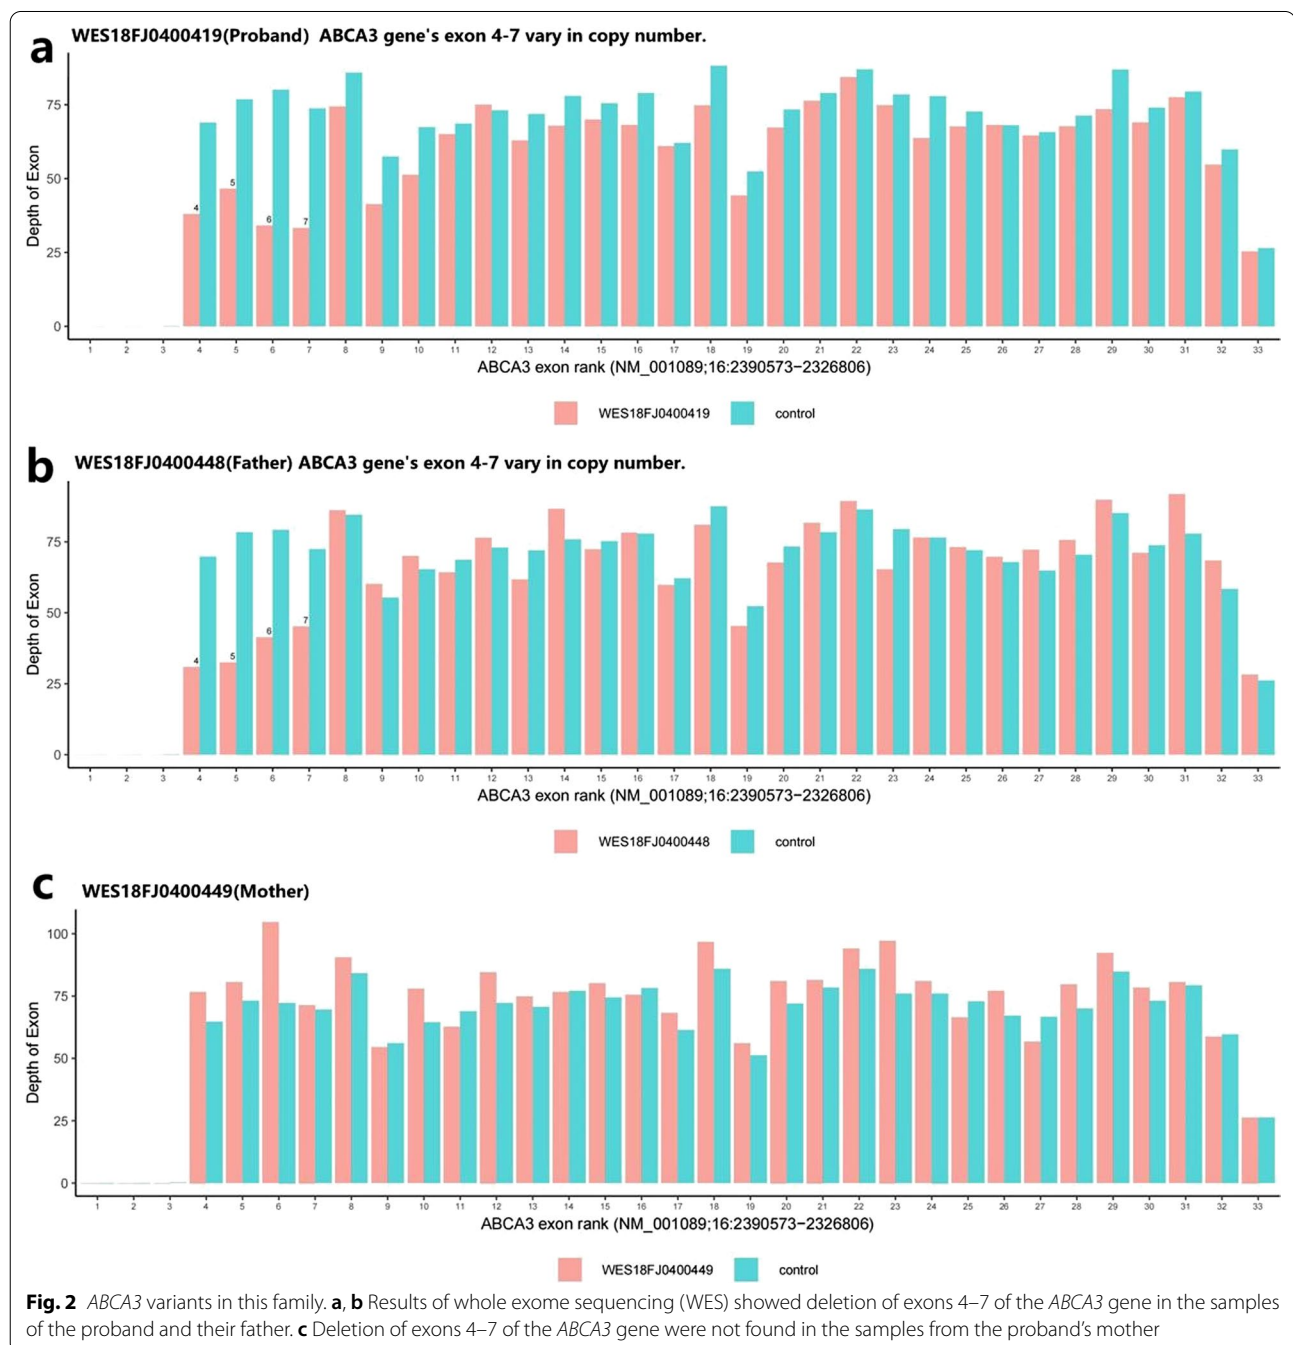 a WES18FJ0400419(Proband) ABCA3 gene's exon 4-7 vary in copy number.
Depth of Exon
75
50
25
0
4 5 6 7
1 2 3 4 5 6 7 8 9 10 11 12 13 14 15 16 17 18 19 20 21 22 23 24 25 26 27 28 29 30 31 32 33
ABCA3 exon rank (NM_001089;16:2390573−2326806)
WES18FJ0400419 control
b WES18FJ0400448(Father) ABCA3 gene's exon 4-7 vary in copy number.
Depth of Exon
75
50
25
0
4 5 6 7
1 2 3 4 5 6 7 8 9 10 11 12 13 14 15 16 17 18 19 20 21 22 23 24 25 26 27 28 29 30 31 32 33
ABCA3 exon rank (NM_001089;16:2390573−2326806)
WES18FJ0400448 control
c WES18FJ0400449(Mother)
Depth of Exon
100
75
50
25
0
1 2 3 4 5 6 7 8 9 10 11 12 13 14 15 16 17 18 19 20 21 22 23 24 25 26 27 28 29 30 31 32 33
ABCA3 exon rank (NM_001089;16:2390573−2326806)
WES18FJ0400449 control
Fig. 2 ABCA3 variants in this family. a, b Results of whole exome sequencing (WES) showed deletion of exons 4–7 of the ABCA3 gene in the samples
of the proband and their father. c Deletion of exons 4–7 of the ABCA3 gene were not found in the samples from the proband's mother